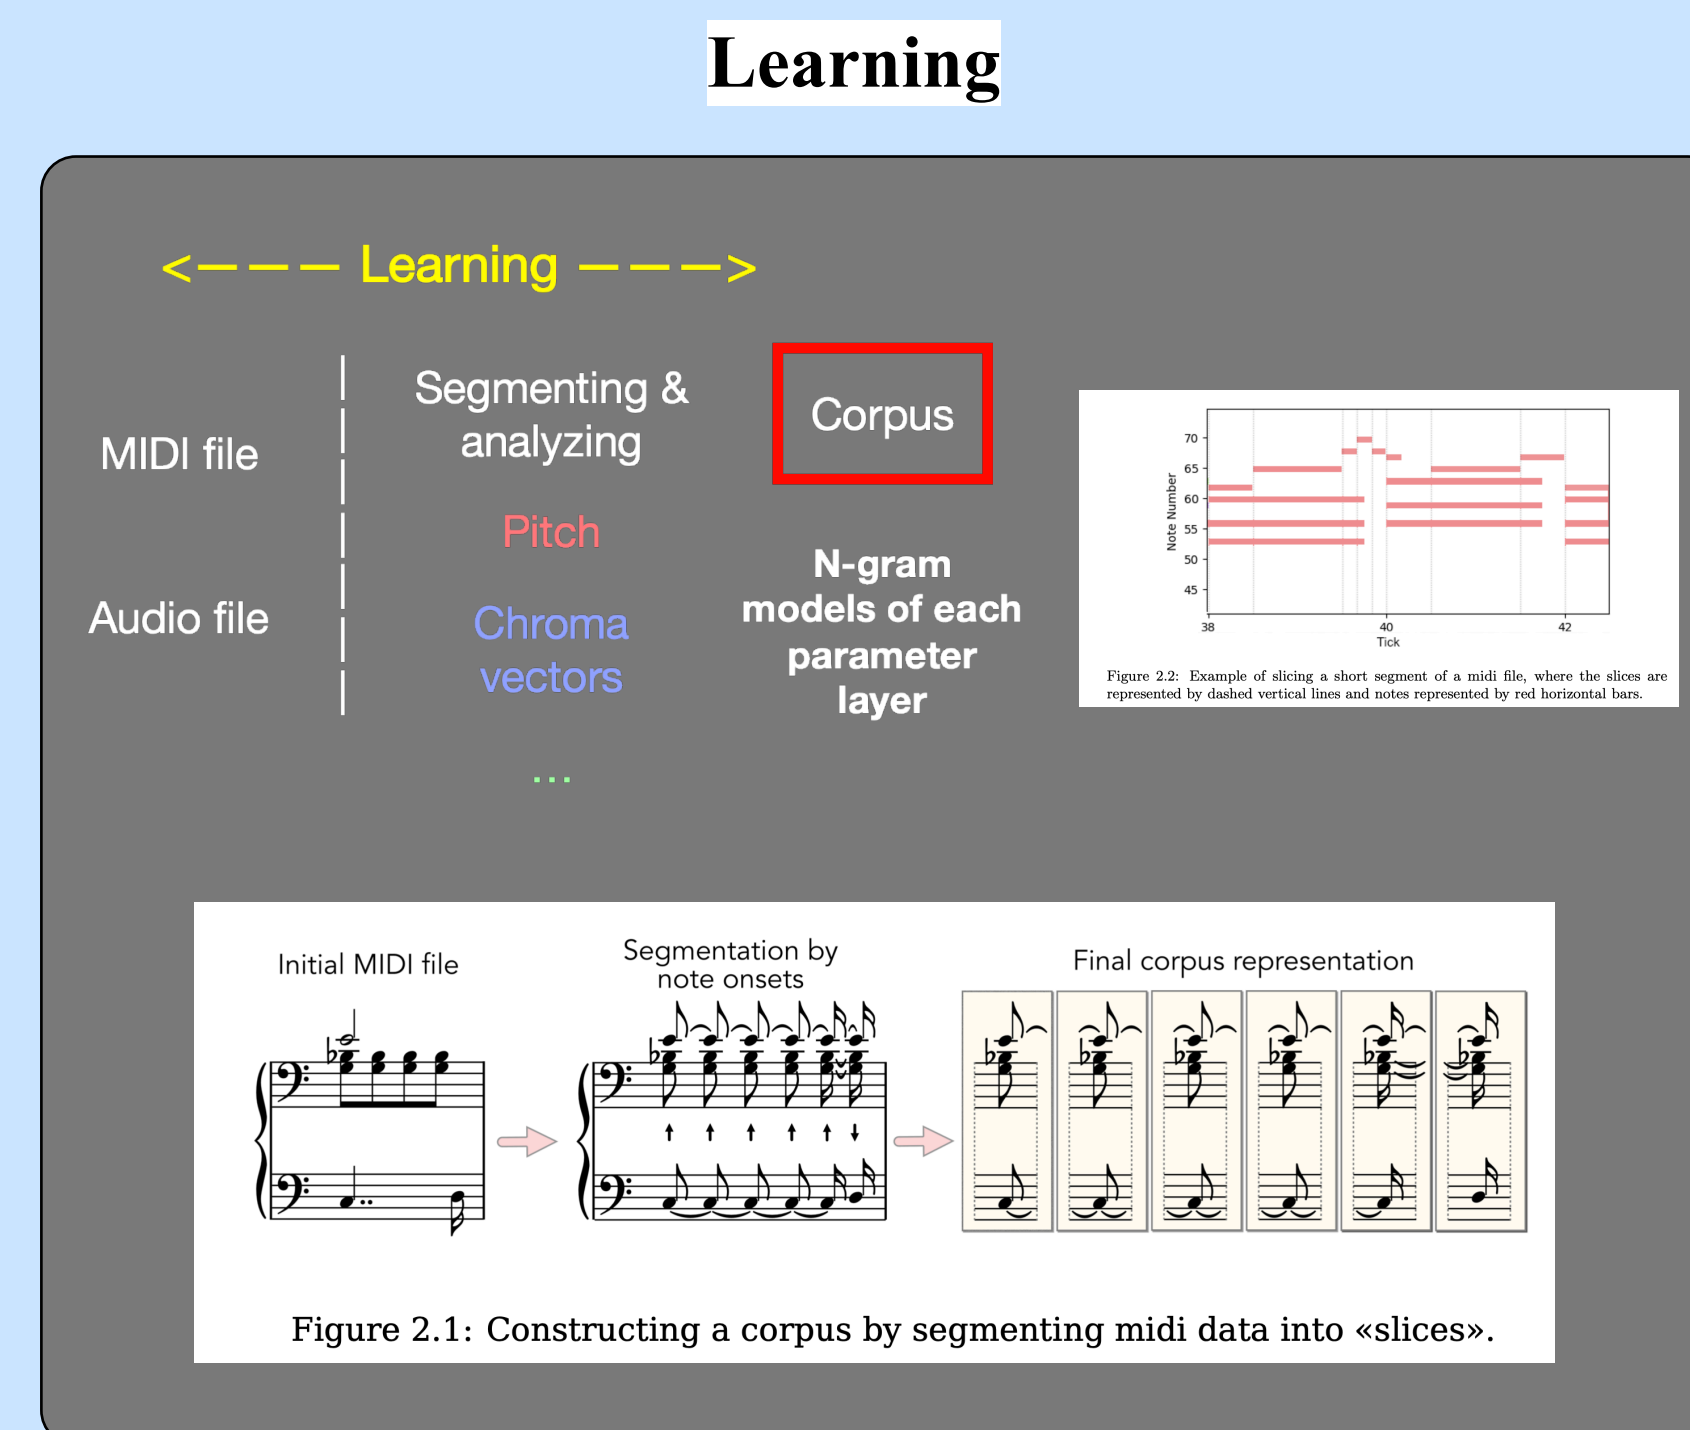 Learning
<——— Learning ———>
MIDI file
Audio file
Segmenting &
analyzing
Pitch
Chroma
vectors
...
Corpus
N-gram
models of each
parameter
layer
70
65
60
55
50
45
Note Number
38 40 42
Tick
Figure 2.2: Example of slicing a short segment of a midi file, where the slices are
represented by dashed vertical lines and notes represented by red horizontal bars.
Initial MIDI file
Segmentation by
note onsets
Final corpus representation
Figure 2.1: Constructing a corpus by segmenting midi data into «slices».